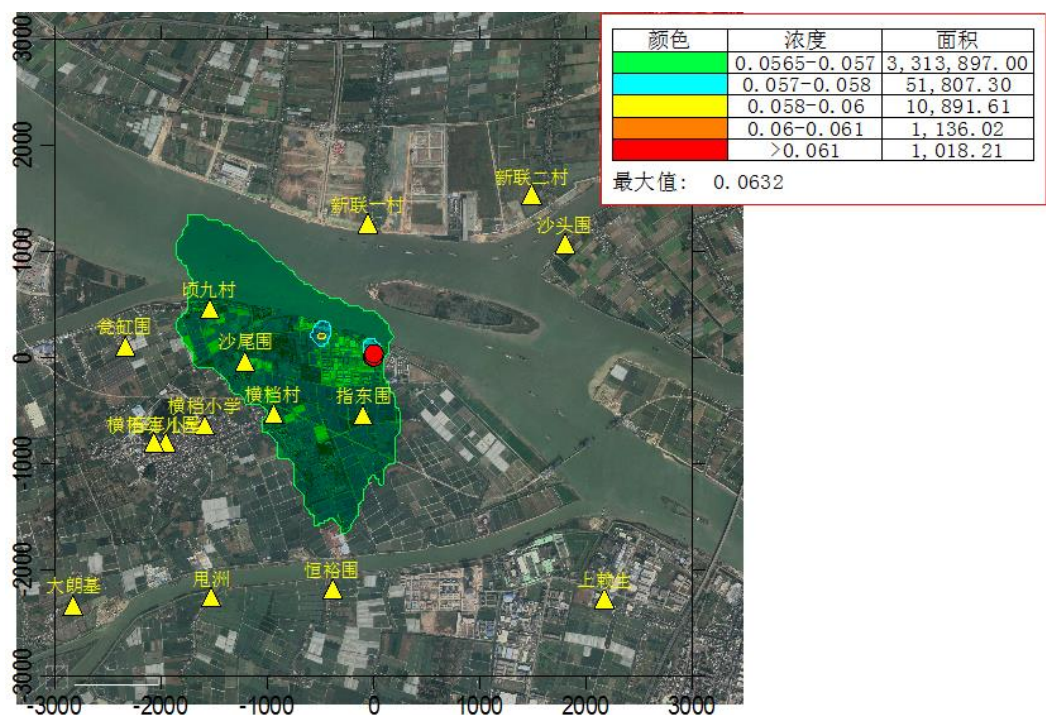 颜色 浓度 面积
0.0565-0.057 3,313,897.00
0.057-0.058 51,807.30
0.058-0.06 10,891.61
0.06-0.061 1,136.02
>0.061 1,018.21
最大值: 0.0632
3000
2000
1000
0
-1000
-2000
-3000
新联二村
新联一村
沙头围
顷九村
瓮缸围
沙尾围
横档小学
横档村
指东围
恒裕围
甩洲
大朗基
上赖生
-3000 -2000 -1000 0 1000 2000 3000